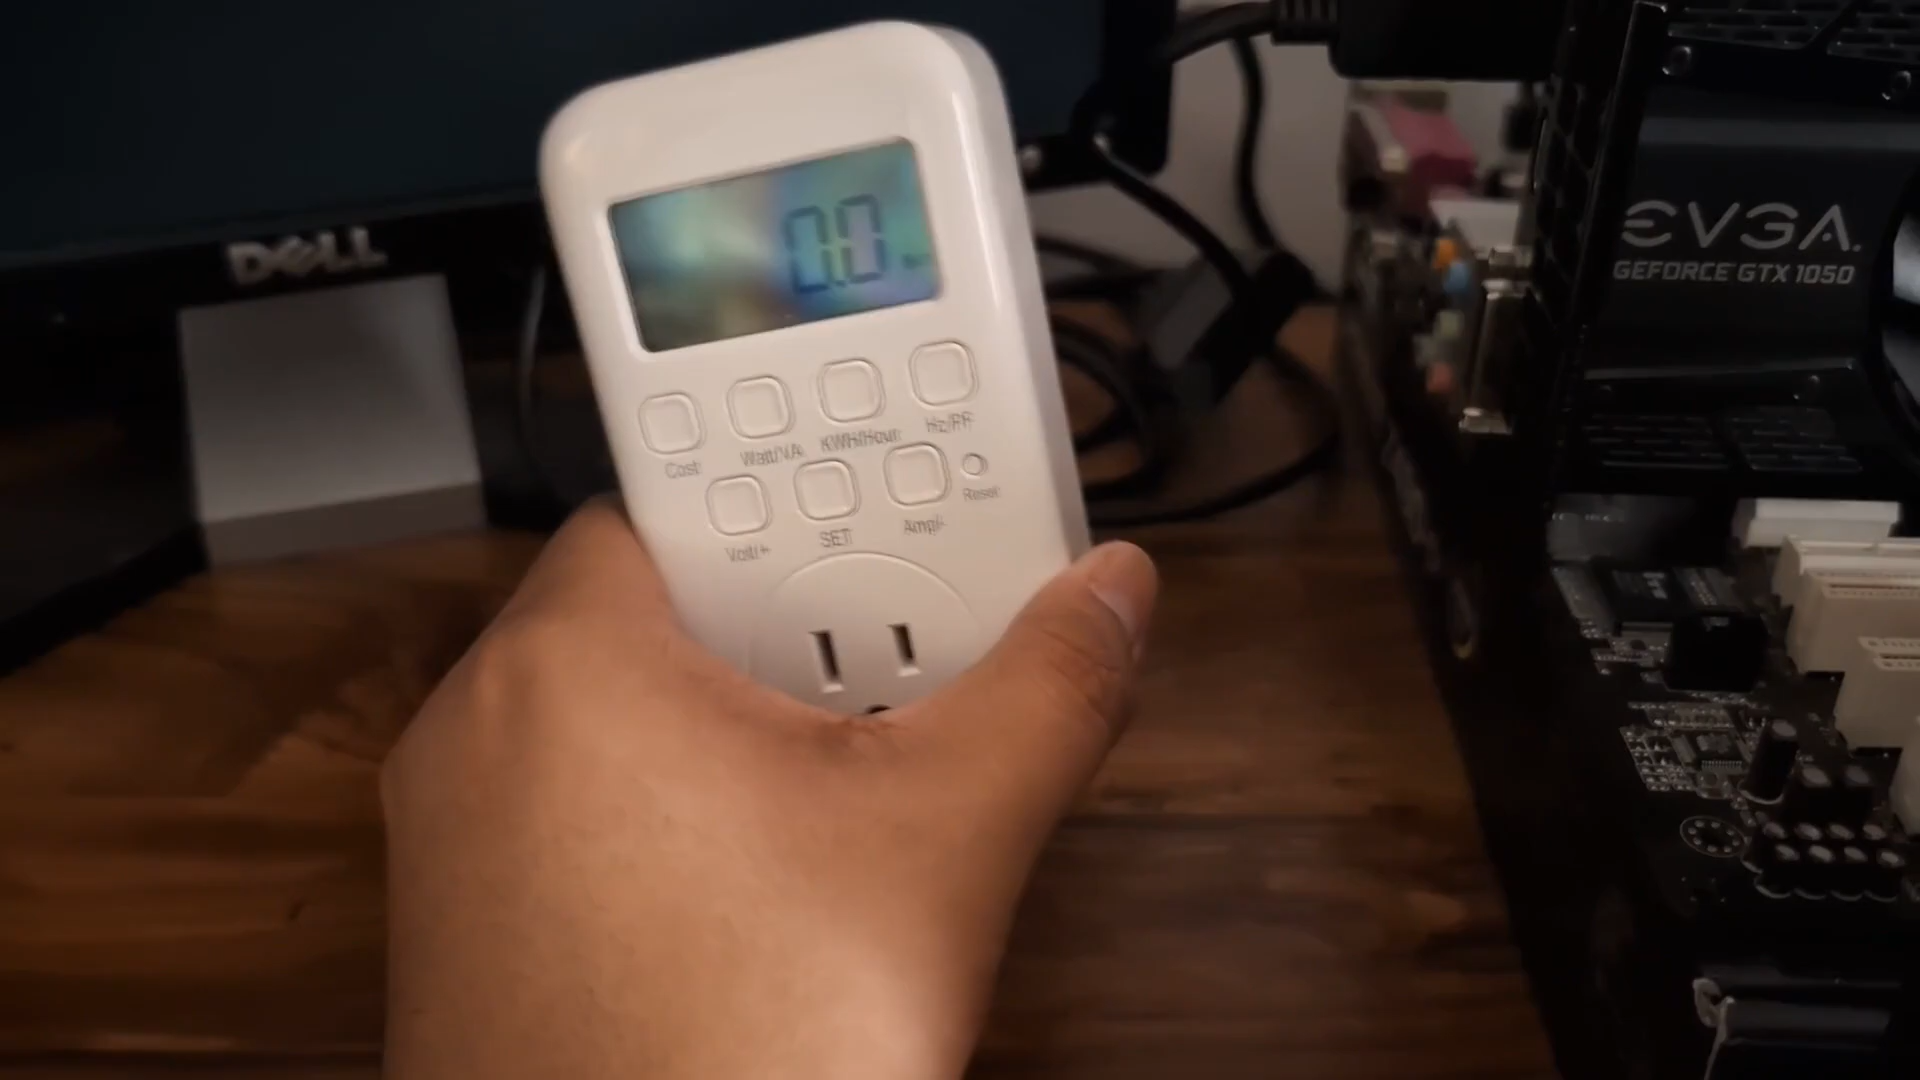 DELL
0.0
EVGA.
GEFORCE GTX 1050
Cost
Watt/VA
KWH/Hour
Hz/PF
Volt/+
SET
Amp/-
Reset